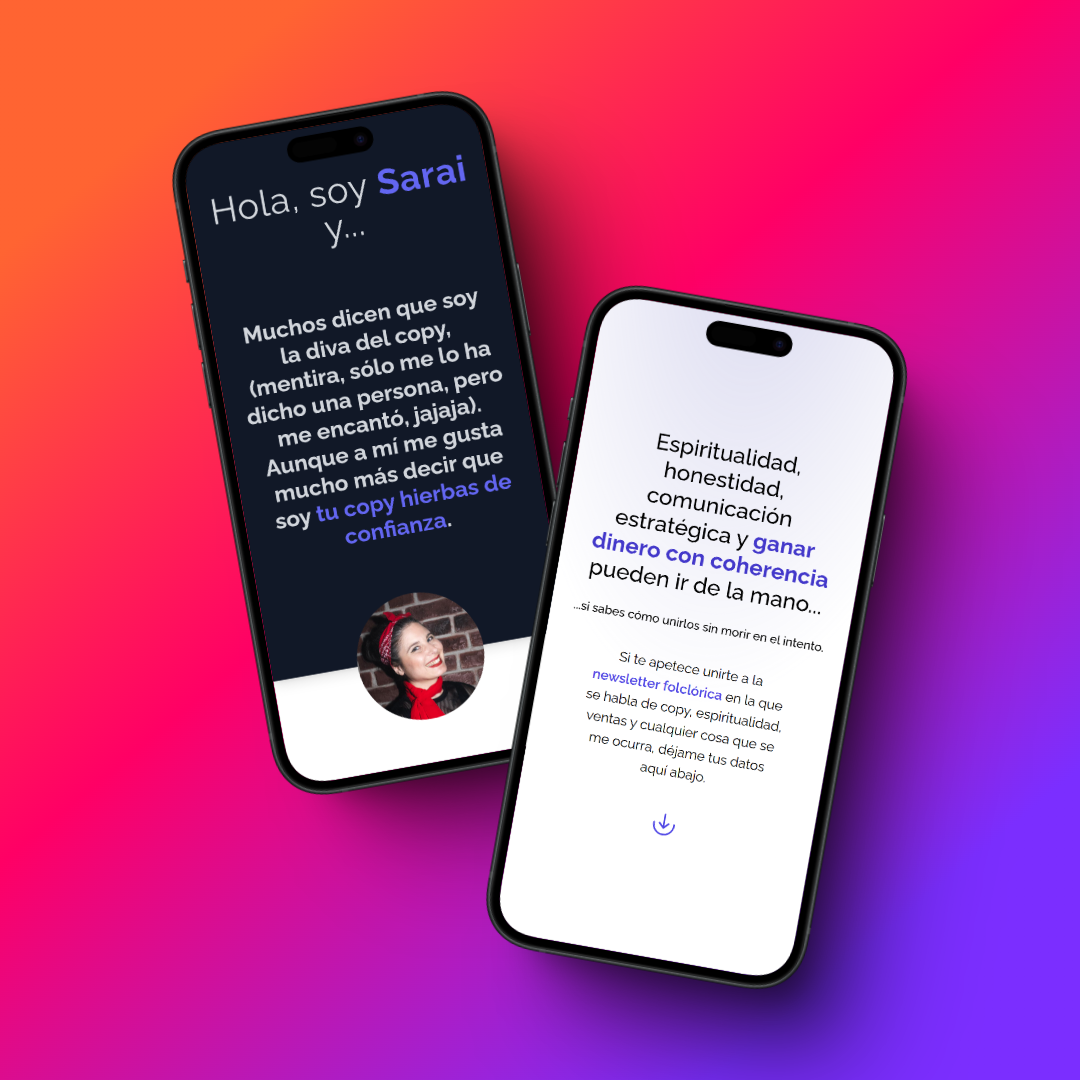 Hola, soy Sarai
y...
Muchos dicen que soy
la diva del copy,
(mentira, sólo me lo ha
dicho una persona, pero
me encantó, jajaja).
Aunque a mí me gusta
mucho más decir que
soy tu copy hierbas de
confianza.
Espiritualidad,
honestidad,
comunicación
estratégica y ganar
dinero con coherencia
pueden ir de la mano...
...si sabes cómo unirlos sin morir en el intento.
Si te apetece unirte a la
newsletter folclórica en la que
se habla de copy, espiritualidad,
ventas y cualquier cosa que se
me ocurra, déjame tus datos
aquí abajo.